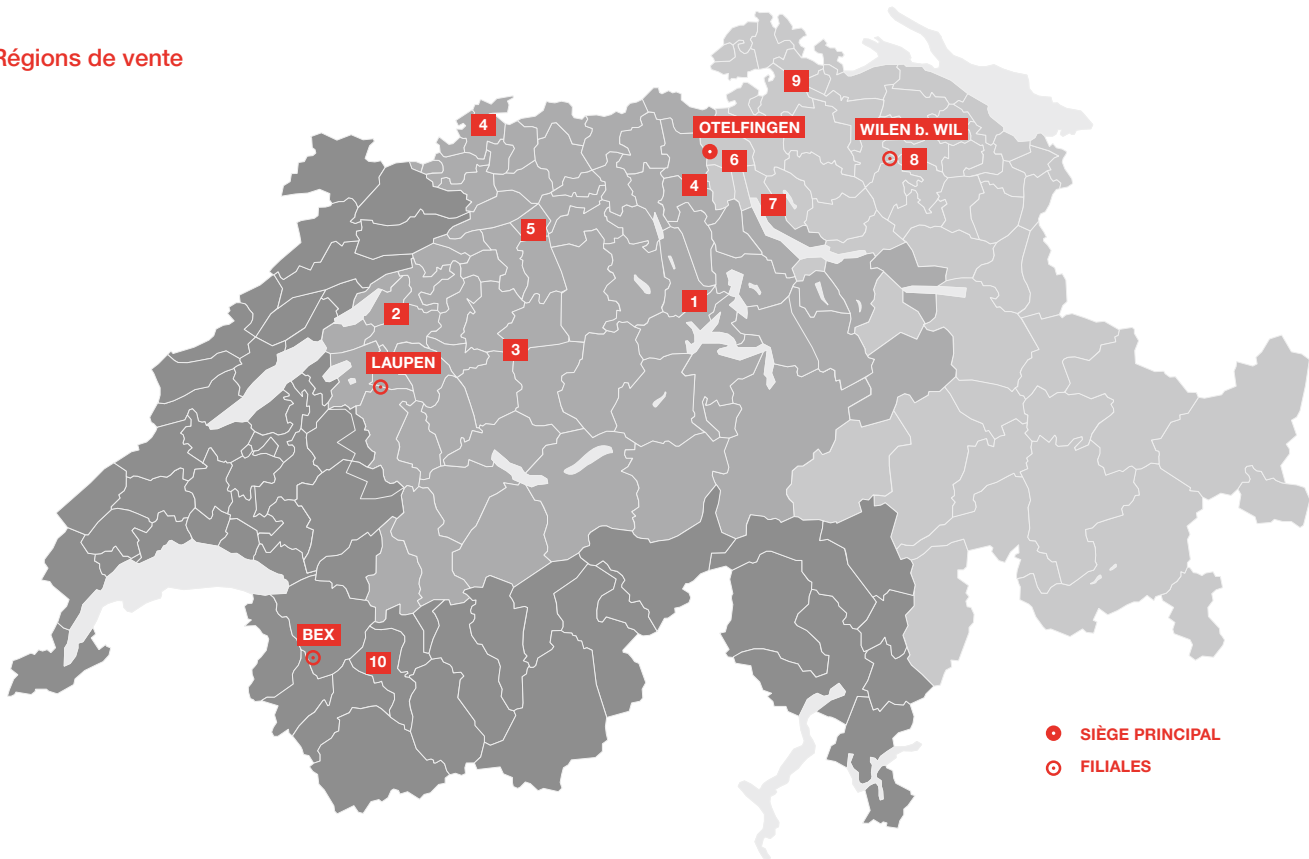 Régions de vente
9
4
OTELFINGEN
WILEN b. WIL
6
8
4
7
5
1
2
3
LAUPEN
BEX
10
SIÈGE PRINCIPAL
FILIALES